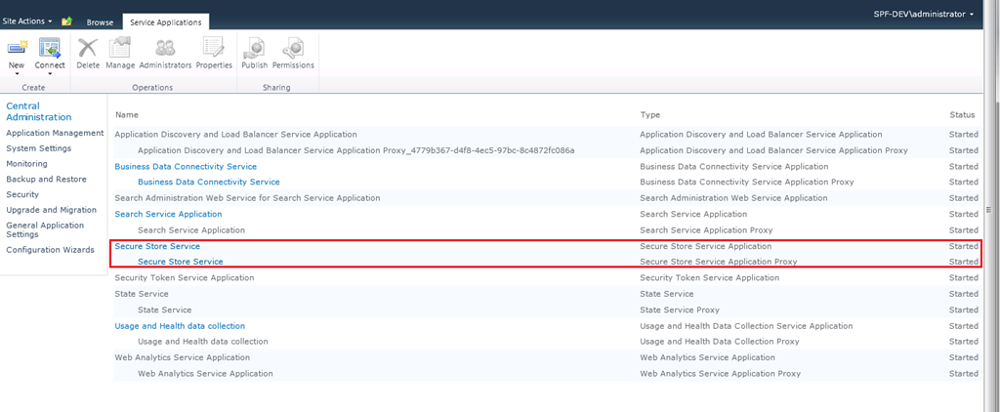 Site Actions
Browse
Service Applications
SPF-DEV\administrator
New
Connect
Delete
Manage
Administrators
Properties
Publish
Permissions
Create
Operations
Sharing
Central
Administration
Application Management
System Settings
Monitoring
Backup and Restore
Security
Upgrade and Migration
General Application
Settings
Configuration Wizards
Name Type Status
Application Discovery and Load Balancer Service Application Application Discovery and Load Balancer Service Application Started
Application Discovery and Load Balancer Service Application Proxy_4779b367-d4f8-4ec5-97bc-8c4872fc086a Application Discovery and Load Balancer Service Application Proxy Started
Business Data Connectivity Service Business Data Connectivity Service Application Started
Business Data Connectivity Service Business Data Connectivity Service Application Proxy Started
Search Administration Web Service for Search Service Application Search Administration Web Service Application Started
Search Service Application Search Service Application Started
Search Service Application Search Service Application Proxy Started
Secure Store Service Secure Store Service Application Started
Secure Store Service Secure Store Service Application Proxy Started
Security Token Service Application Security Token Service Application Started
State Service State Service Started
State Service State Service Proxy Started
Usage and Health data collection Usage and Health Data Collection Service Application Started
Usage and Health data collection Usage and Health Data Collection Proxy Started
Web Analytics Service Application Web Analytics Service Application Started
Web Analytics Service Application Web Analytics Service Application Proxy Started